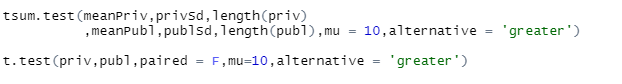 tsum.test(meanPriv,privSd,length(priv)
,meanPubl,publSd,length(publ),mu = 10,alternative = 'greater')
t.test(priv,publ,paired = F,mu=10,alternative = 'greater')